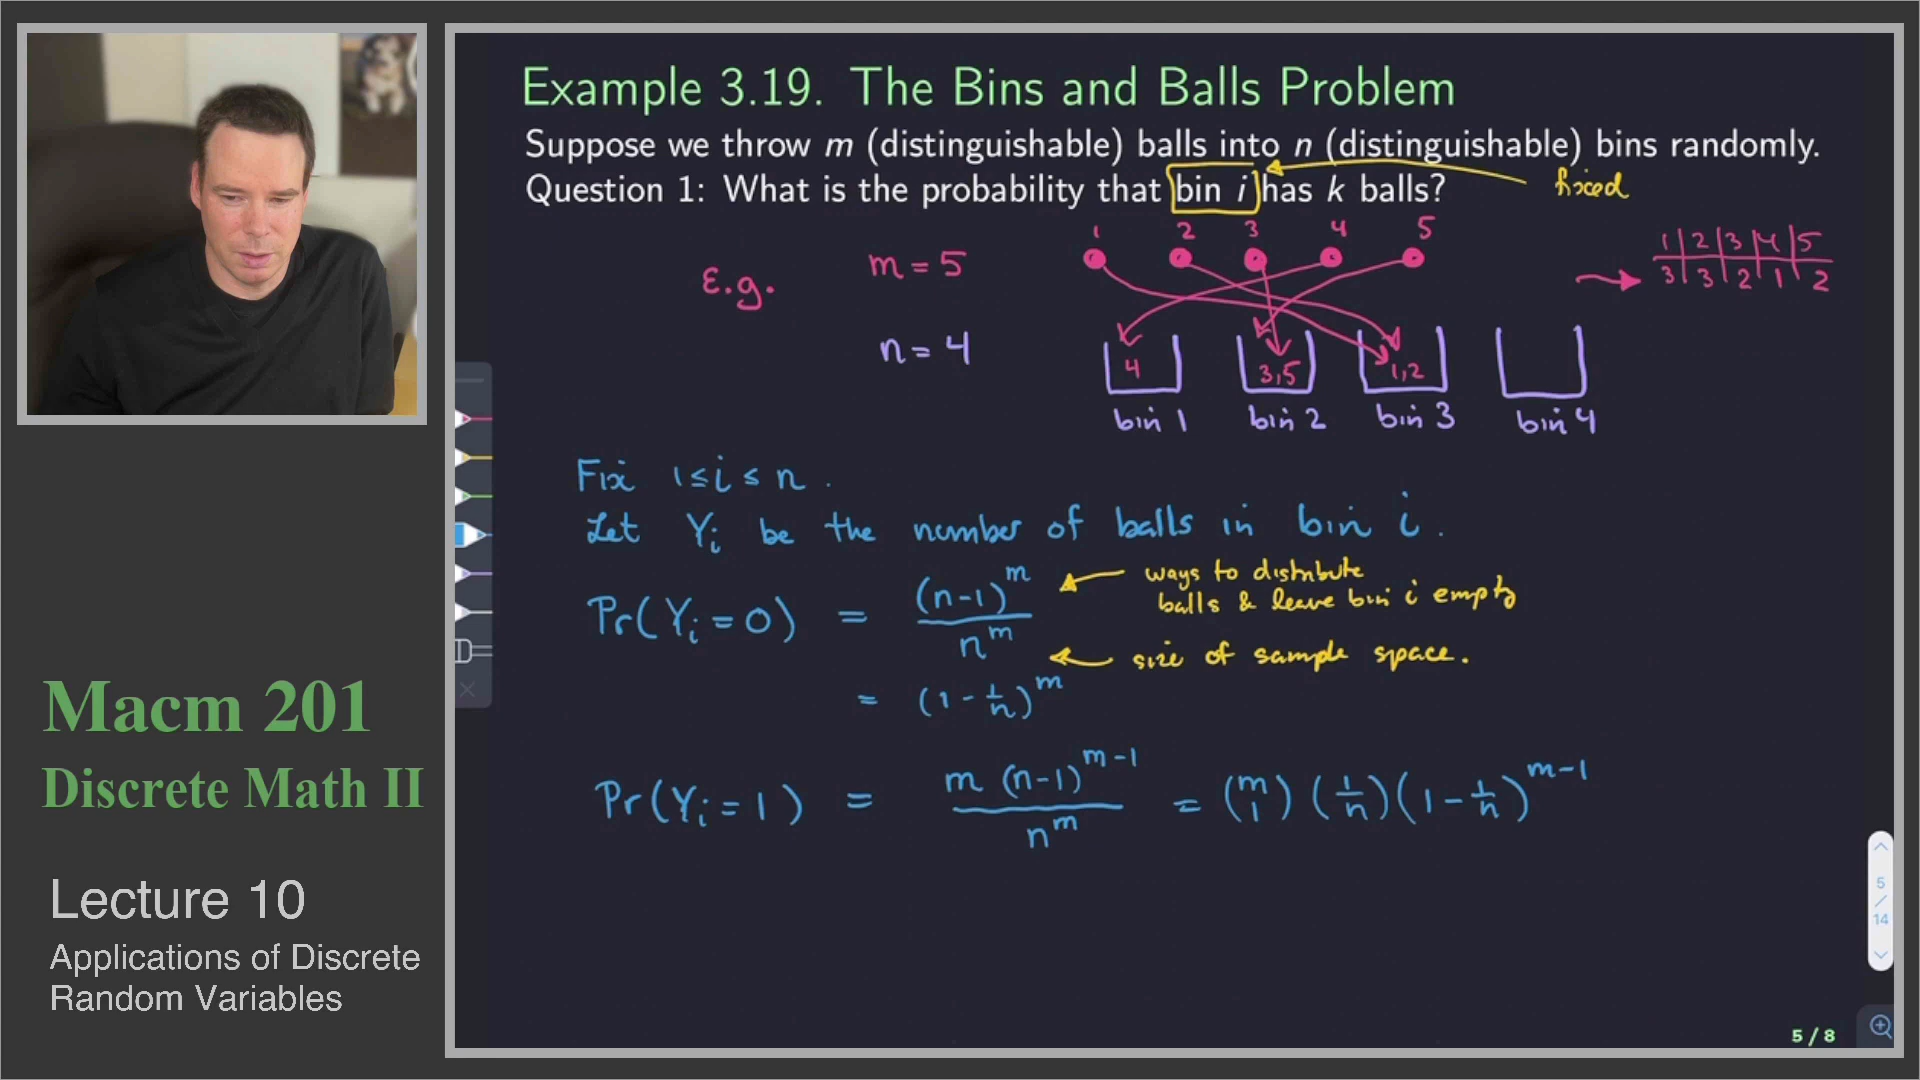 Example 3.19. The Bins and Balls Problem
Suppose we throw m (distinguishable) balls into n (distinguishable) bins randomly.
Question 1: What is the probability that bin i has k balls?
fixed
1 2 3 4 5
E.g. m = 5
1 | 2 | 3 | 4 | 5
3 | 3 | 2 | 1 | 2
n = 4
4 3,5 1,2
bin 1 bin 2 bin 3 bin 4
Fix 1 ≤ i ≤ n.
Let Yᵢ be the number of balls in bin i.
Pr(Yᵢ = 0) = (n-1)^m / n^m
ways to distribute
balls & leave bin i empty
size of sample space.
= (1 - 1/n)^m
Pr(Yᵢ = 1) = m (n-1)^(m-1) / n^m = (m 1) (1/n) (1 - 1/n)^(m-1)
Macm 201
Discrete Math II
Lecture 10
Applications of Discrete
Random Variables
5
/
14
5 / 8